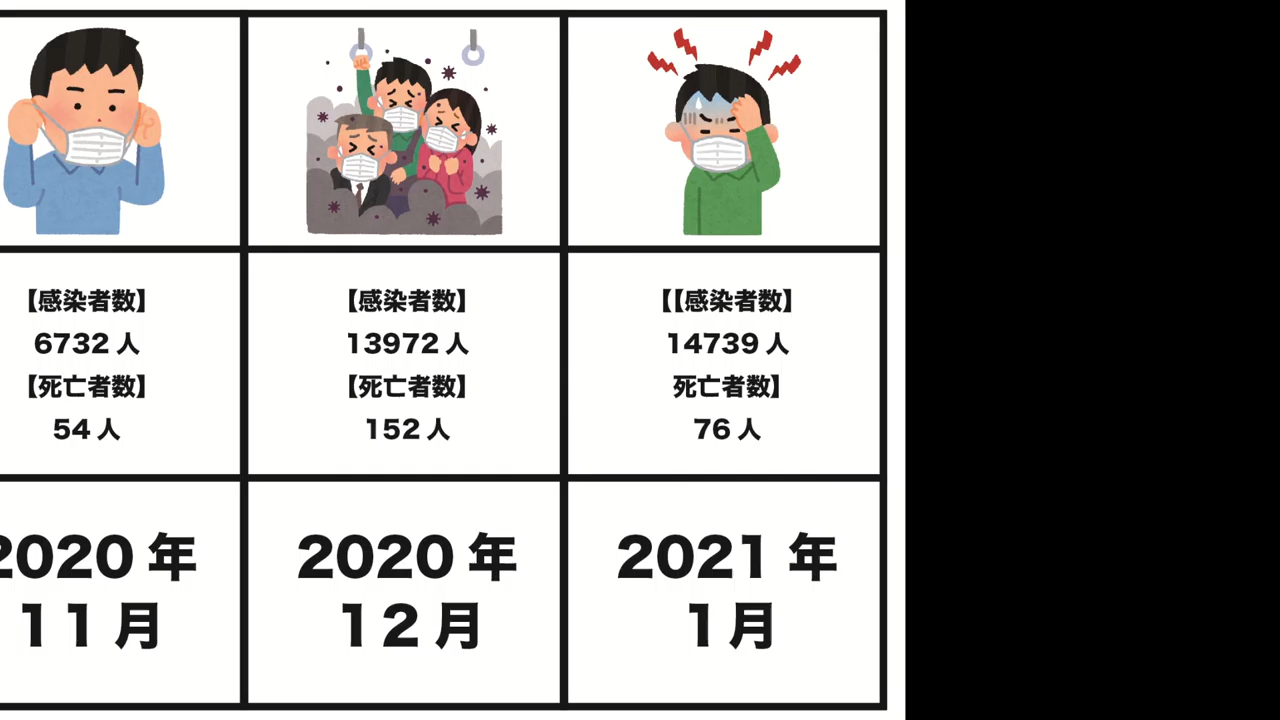 【感染者数】
6732 人
【死亡者数】
54 人
2020 年
11 月
【感染者数】
13972 人
【死亡者数】
152 人
2020 年
12 月
【【感染者数】
14739 人
死亡者数】
76 人
2021 年
1月